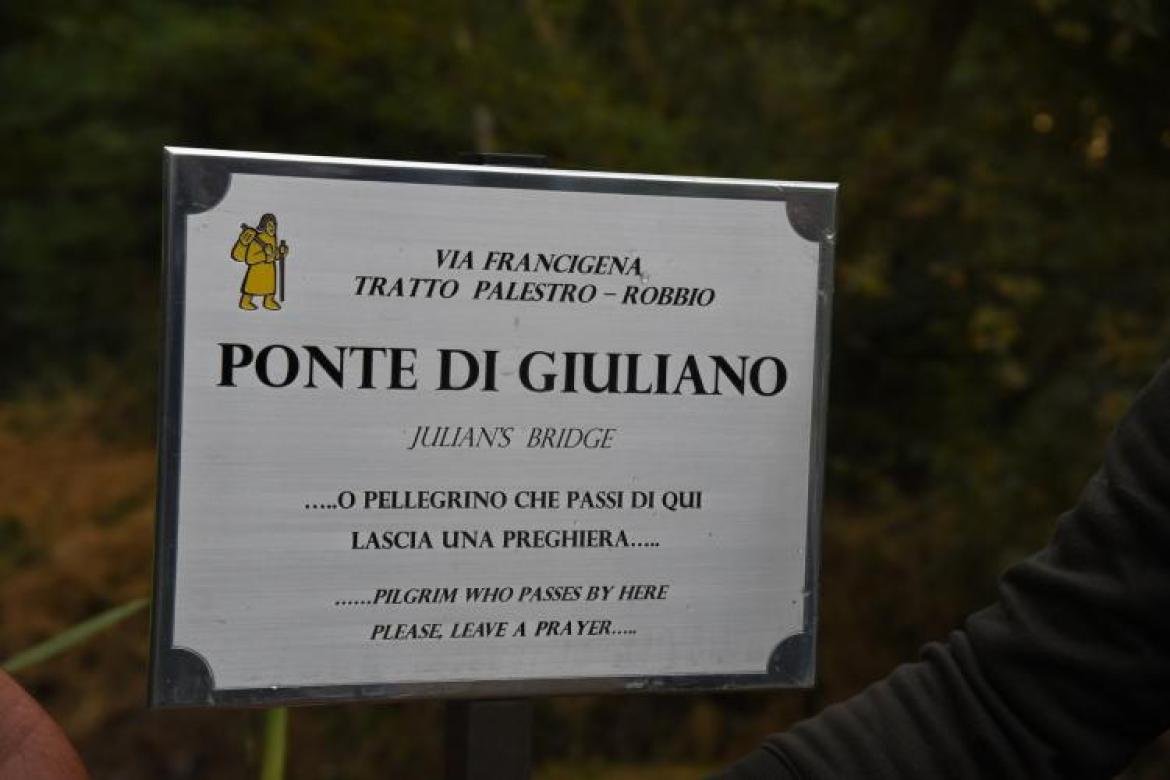 VIA FRANCIGENA
TRATTO PALESTRO – ROBBIO
PONTE DI GIULIANO
JULIAN'S BRIDGE
.....O PELLEGRINO CHE PASSI DI QUI
LASCIA UNA PREGHIERA.....
......PILGRIM WHO PASSES BY HERE
PLEASE, LEAVE A PRAYER.....